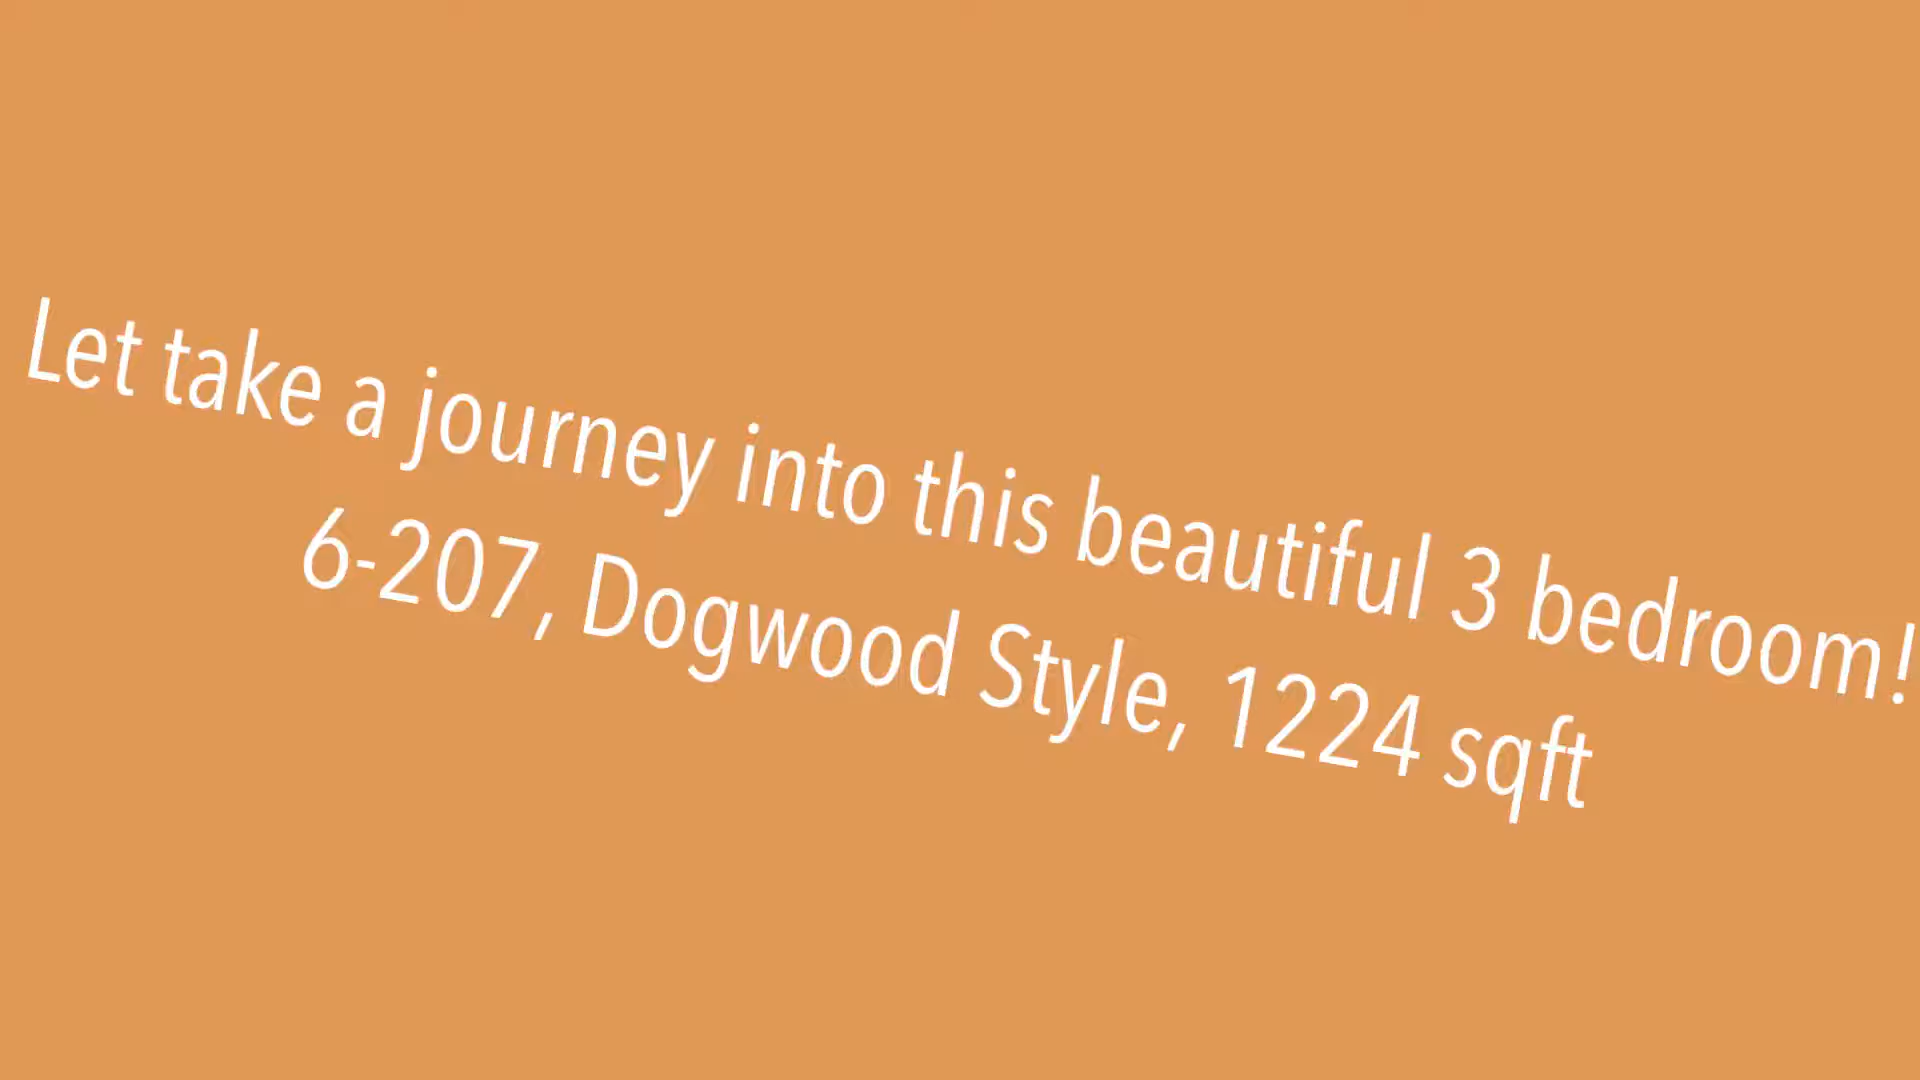 Let take a journey into this beautiful 3 bedroom!
6-207, Dogwood Style, 1224 sqft